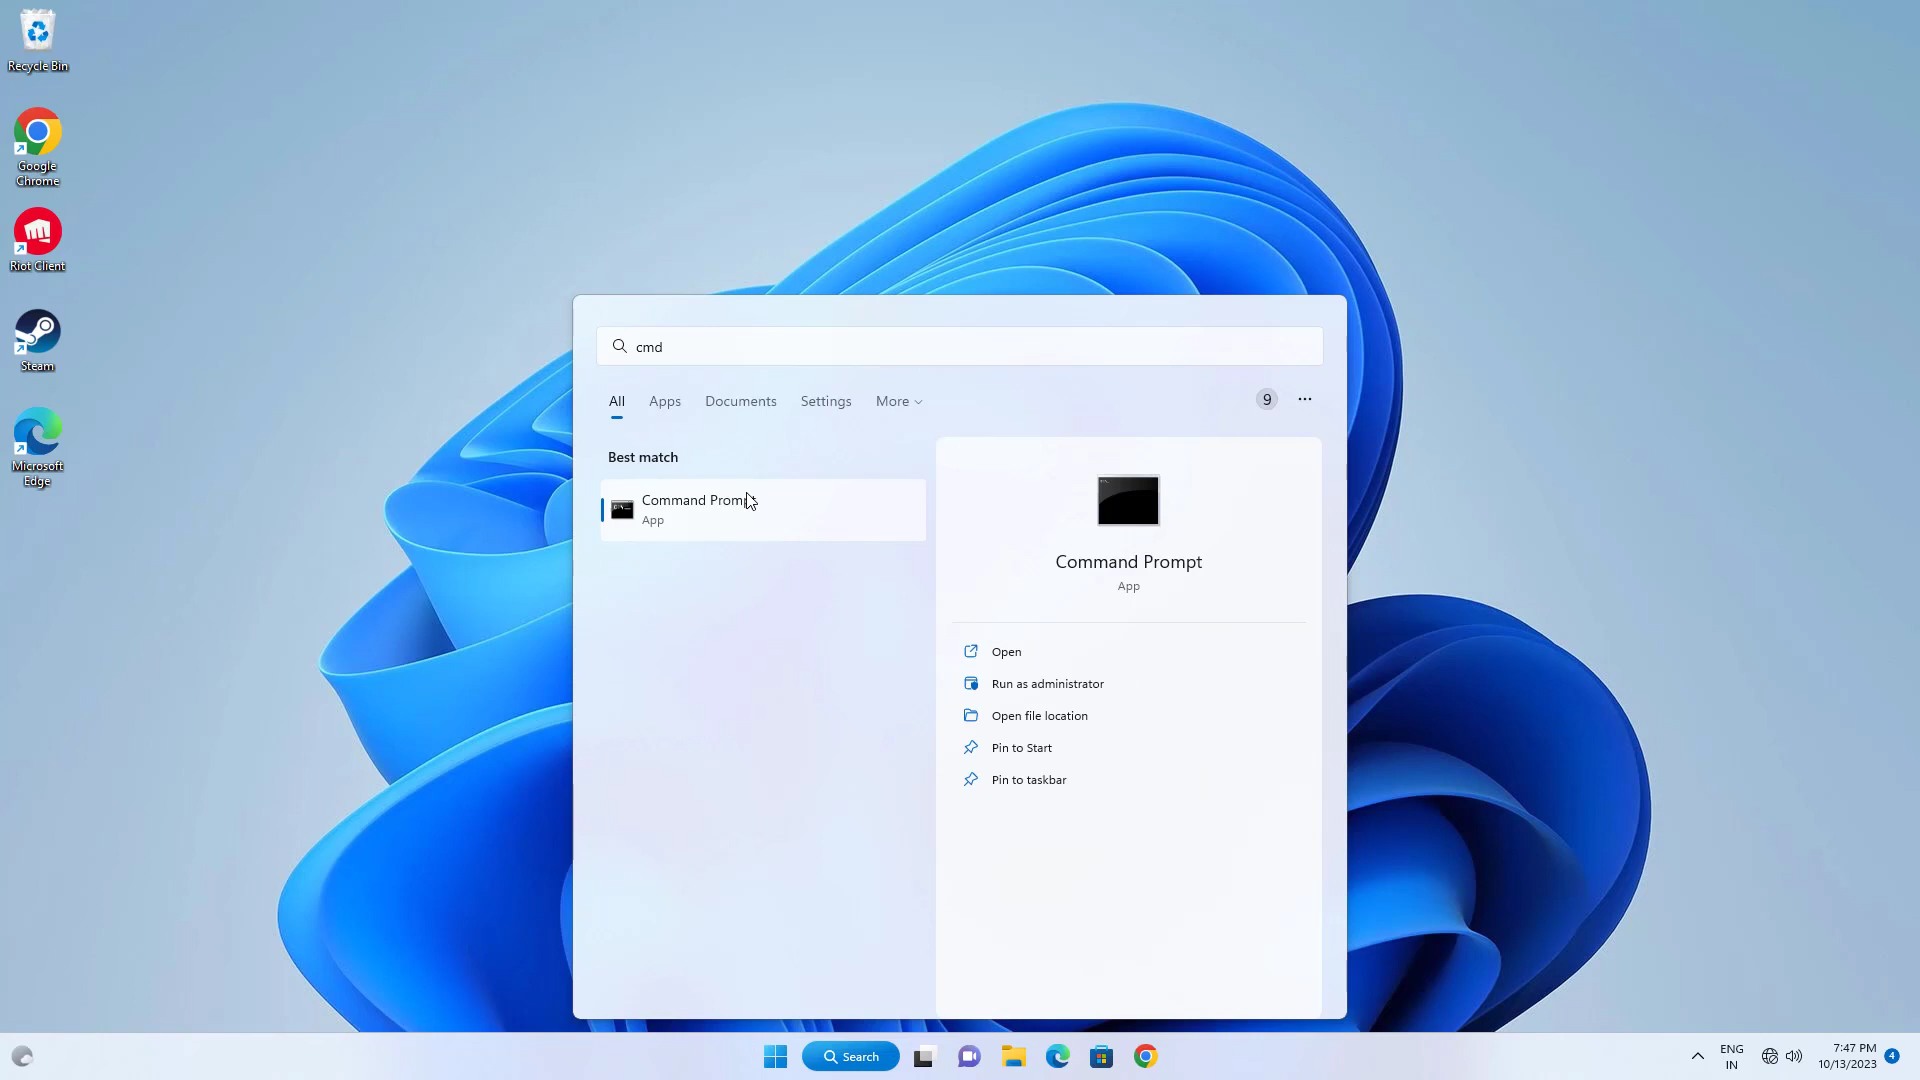 Recycle Bin
Google
Chrome
Riot Client
Steam
Microsoft
Edge
cmd
All Apps Documents Settings More
9
Best match
Command Prompt
App
Command Prompt
App
Open
Run as administrator
Open file location
Pin to Start
Pin to taskbar
Search
ENG
IN
7:47 PM
10/13/2023
4